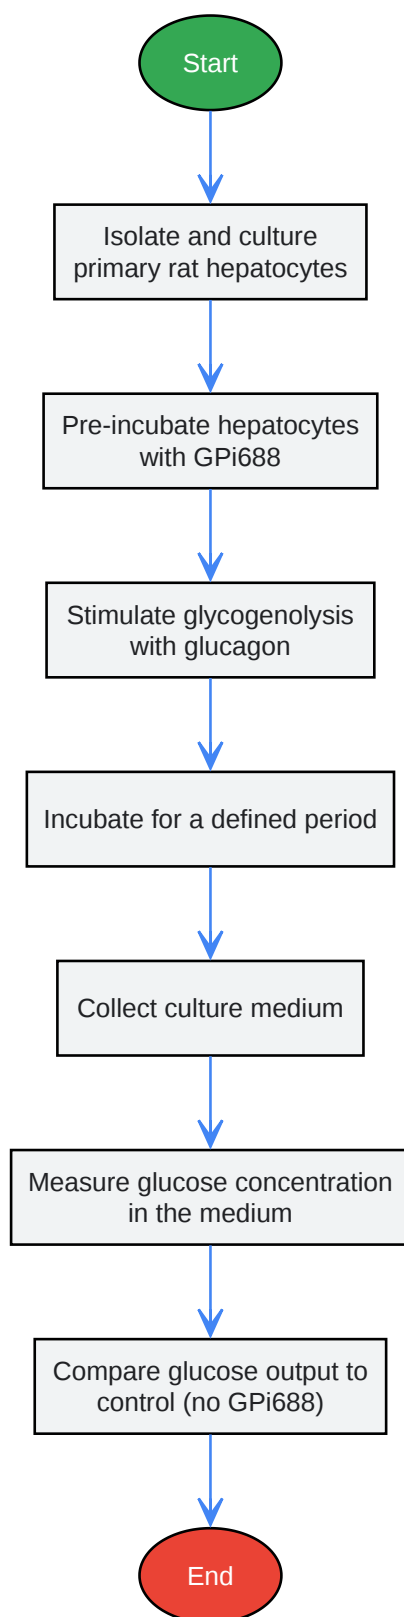 Start
Isolate and culture
primary rat hepatocytes
Pre-incubate hepatocytes
with GPi688
Stimulate glycogenolysis
with glucagon
Incubate for a defined period
Collect culture medium
Measure glucose concentration
in the medium
Compare glucose output to
control (no GPi688)
End